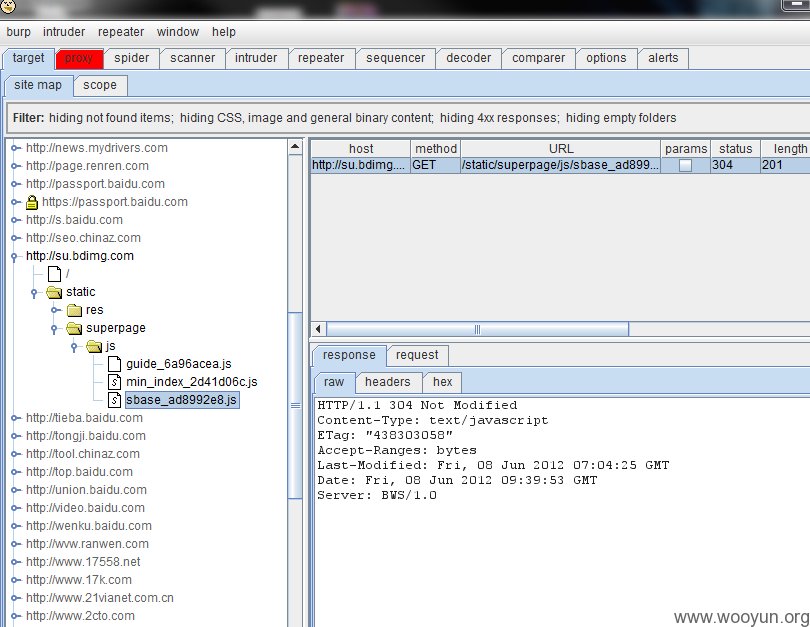 burp intruder repeater window help
target proxy spider scanner intruder repeater sequencer decoder comparer options alerts
site map scope
Filter: hiding not found items; hiding CSS, image and general binary content; hiding 4xx responses; hiding empty folders
http://news.mydrivers.com
http://page.renren.com
http://passport.baidu.com
https://passport.baidu.com
http://s.baidu.com
http://seo.chinaz.com
http://su.bdimg.com
/
static
res
superpage
js
guide_6a96acea.js
min_index_2d41d06c.js
sbase_ad8992e8.js
http://tieba.baidu.com
http://tongji.baidu.com
http://tool.chinaz.com
http://top.baidu.com
http://union.baidu.com
http://video.baidu.com
http://wenku.baidu.com
http://www.ranwen.com
http://www.17558.net
http://www.17k.com
http://www.21vianet.com.cn
http://www.2cto.com
host method URL params status length
http://su.bdimg.... GET /static/superpage/js/sbase_ad899... 304 201
response request
raw headers hex
HTTP/1.1 304 Not Modified
Content-Type: text/javascript
ETag: "438303058"
Accept-Ranges: bytes
Last-Modified: Fri, 08 Jun 2012 07:04:25 GMT
Date: Fri, 08 Jun 2012 09:39:53 GMT
Server: BWS/1.0
www.wooyun.org